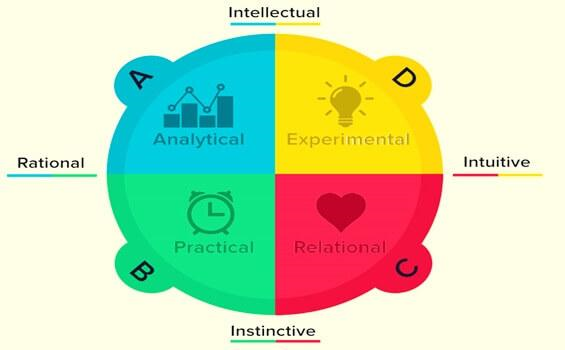 Intellectual
A
D
Analytical
Experimental
Rational
Intuitive
Practical
Relational
B
C
Instinctive